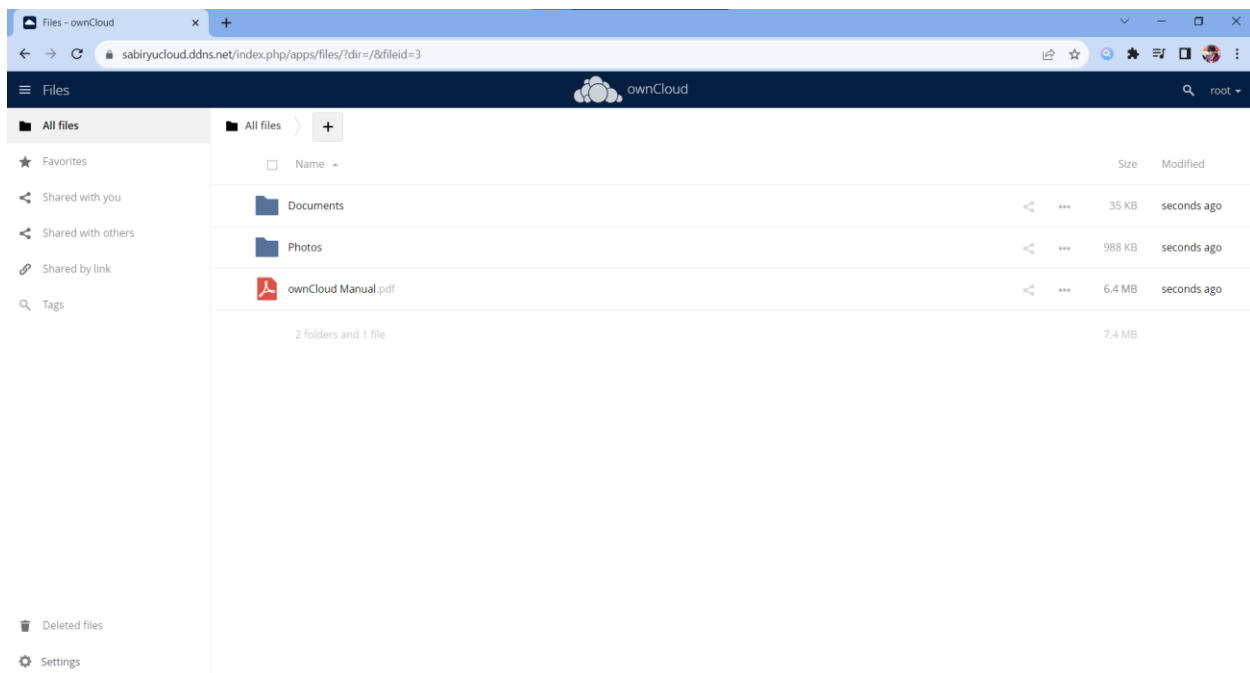 Files - ownCloud
sabiryucloud.ddns.net/index.php/apps/files/?dir=/&fileid=3
Files
ownCloud
root
All files
Favorites
Shared with you
Shared with others
Shared by link
Tags
Deleted files
Settings
All files
+
Name Size Modified
Documents 35 KB seconds ago
Photos 988 KB seconds ago
ownCloud Manual.pdf 6.4 MB seconds ago
2 folders and 1 file 7.4 MB